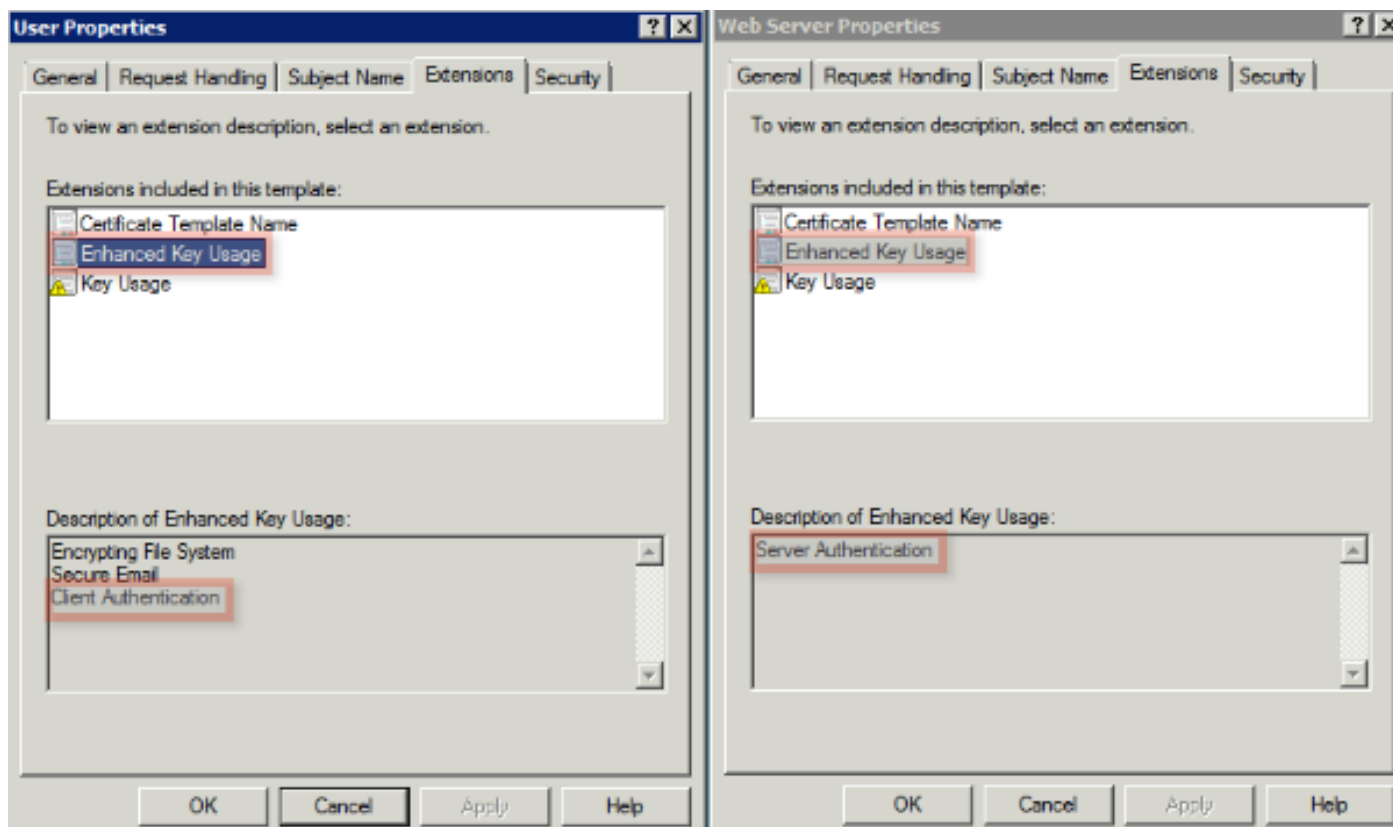 User Properties
General Request Handling Subject Name Extensions Security
To view an extension description, select an extension.
Extensions included in this template:
Certificate Template Name
Enhanced Key Usage
Key Usage
Description of Enhanced Key Usage:
Encrypting File System
Secure Email
Client Authentication
OK Cancel Apply Help
Web Server Properties
General Request Handling Subject Name Extensions Security
To view an extension description, select an extension.
Extensions included in this template:
Certificate Template Name
Enhanced Key Usage
Key Usage
Description of Enhanced Key Usage:
Server Authentication
OK Cancel Apply Help